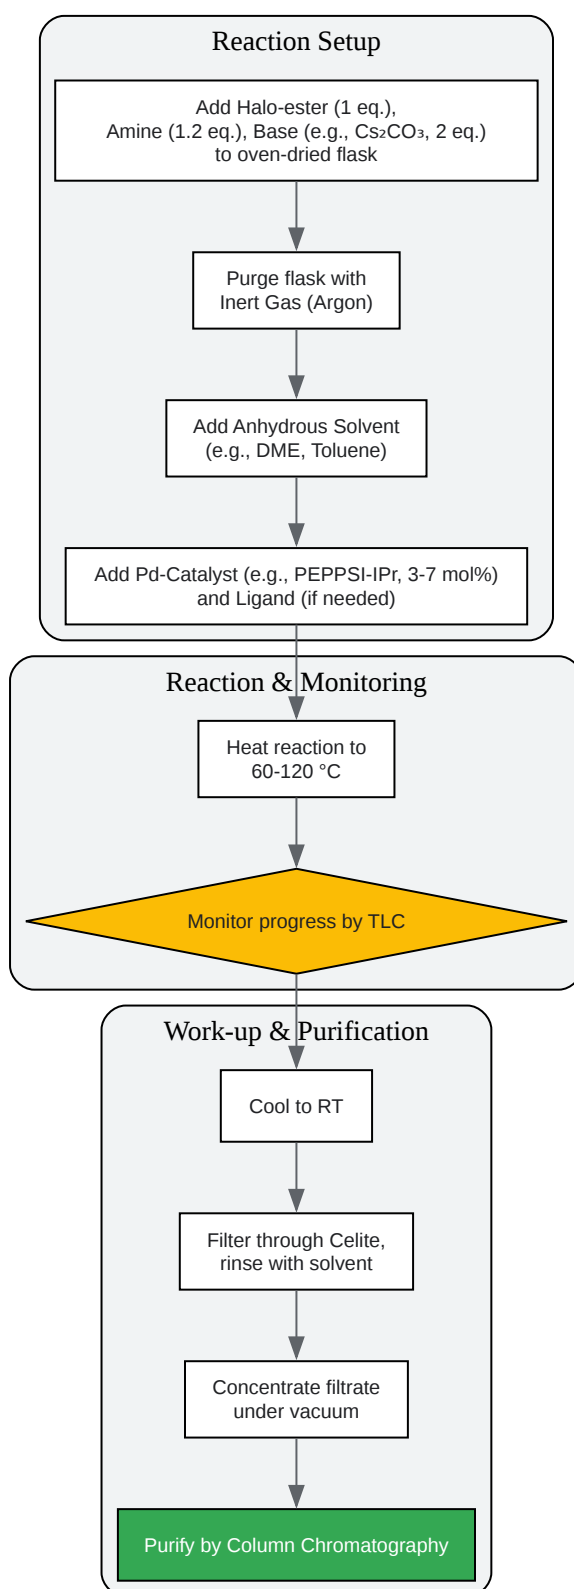 Reaction Setup
Add Halo-ester (1 eq.),
Amine (1.2 eq.), Base (e.g., Cs₂CO₃, 2 eq.)
to oven-dried flask
Purge flask with
Inert Gas (Argon)
Add Anhydrous Solvent
(e.g., DME, Toluene)
Add Pd-Catalyst (e.g., PEPPSI-IPr, 3-7 mol%)
and Ligand (if needed)
Reaction & Monitoring
Heat reaction to
60-120 °C
Monitor progress by TLC
Work-up & Purification
Cool to RT
Filter through Celite,
rinse with solvent
Concentrate filtrate
under vacuum
Purify by Column Chromatography